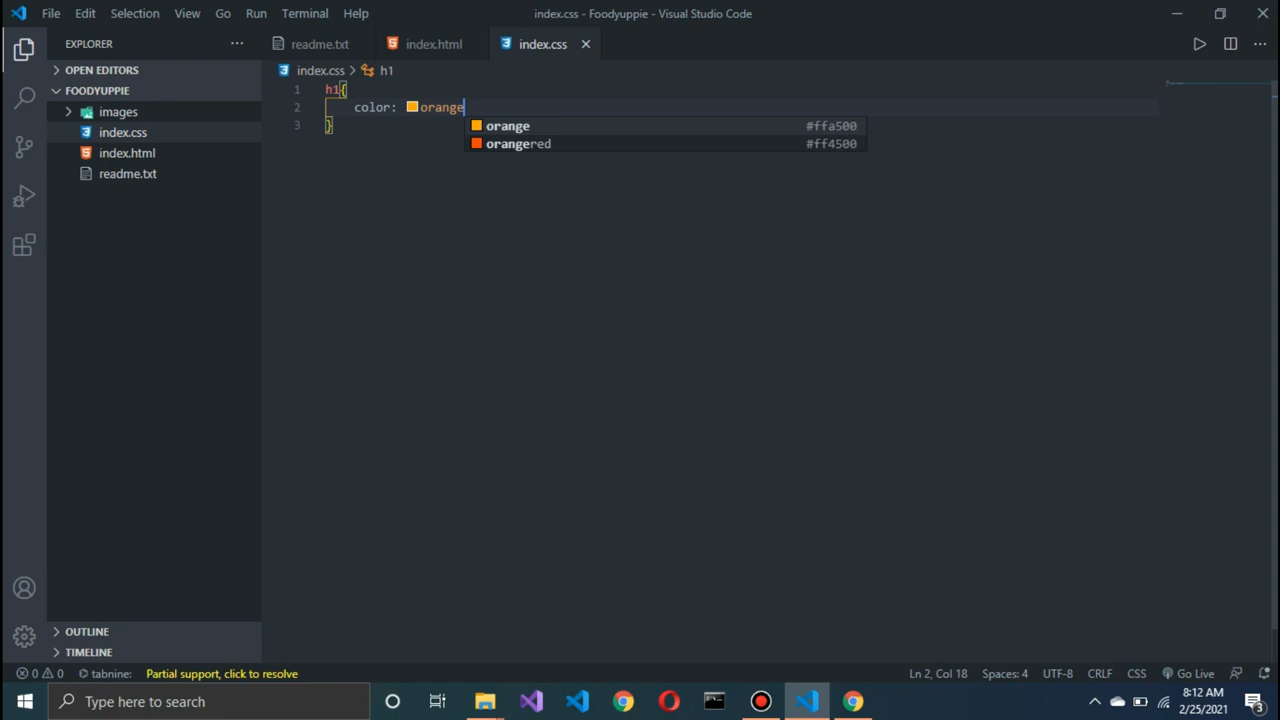 File Edit Selection View Go Run Terminal Help
index.css - Foodyuppie - Visual Studio Code
EXPLORER
readme.txt
index.html
index.css
OPEN EDITORS
FOODYUPPIE
images
index.css
index.html
readme.txt
index.css > h1
1 h1{
2 color: orange
3 }
orange #ffa500
orangered #ff4500
OUTLINE
TIMELINE
0 0 tabnine: Partial support, click to resolve
Ln 2, Col 18 Spaces: 4 UTF-8 CRLF CSS Go Live
Type here to search
8:12 AM
2/25/2021
3